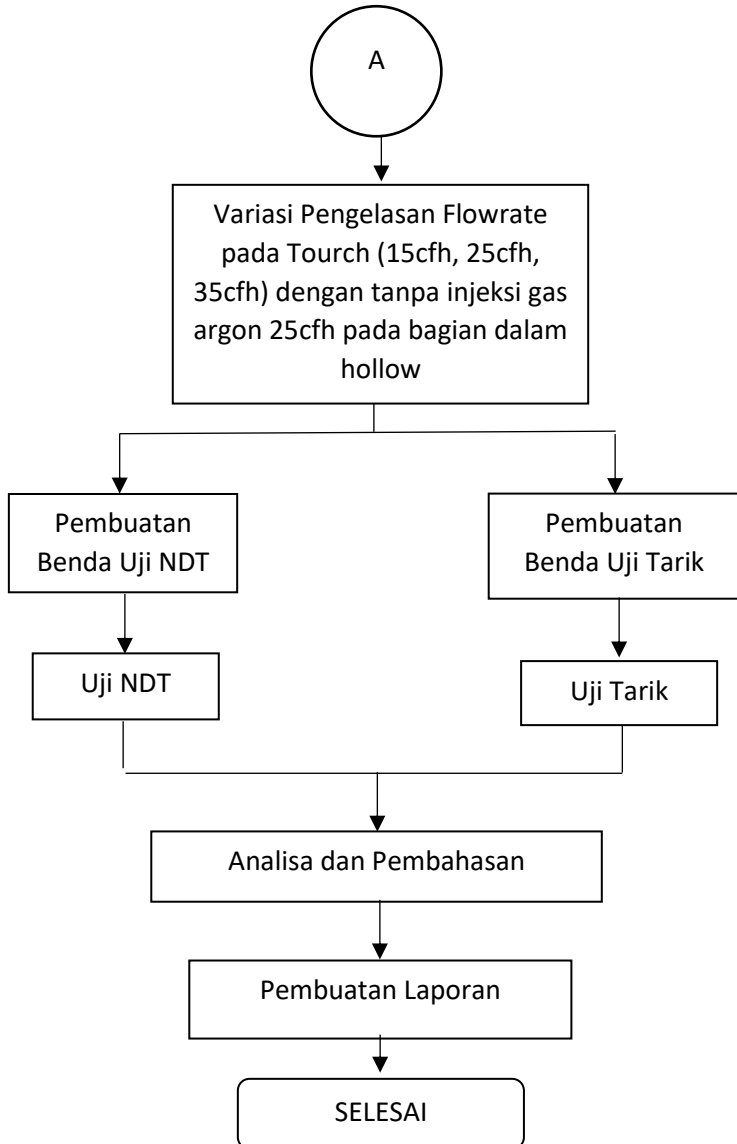 A
Variasi Pengelasan Flowrate
pada Tourch (15cfh, 25cfh,
35cfh) dengan tanpa injeksi gas
argon 25cfh pada bagian dalam
hollow
Pembuatan
Benda Uji NDT
Pembuatan
Benda Uji Tarik
Uji NDT
Uji Tarik
Analisa dan Pembahasan
Pembuatan Laporan
SELESAI